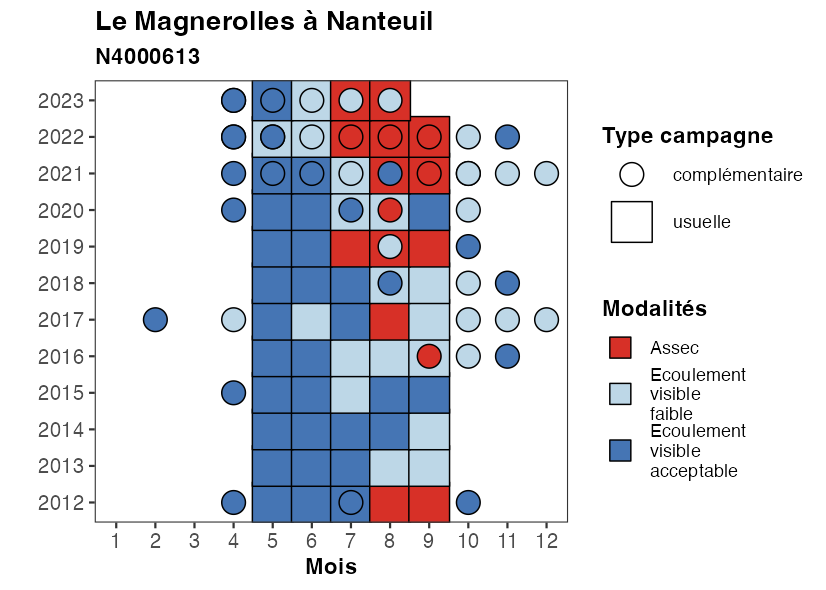 Le Magnerolles à Nanteuil
N4000613
2023
2022
2021
2020
2019
2018
2017
2016
2015
2014
2013
2012
1 2 3 4 5 6 7 8 9 10 11 12
Mois
Type campagne
complémentaire
usuelle
Modalités
Assec
Ecoulement
visible
faible
Ecoulement
visible
acceptable